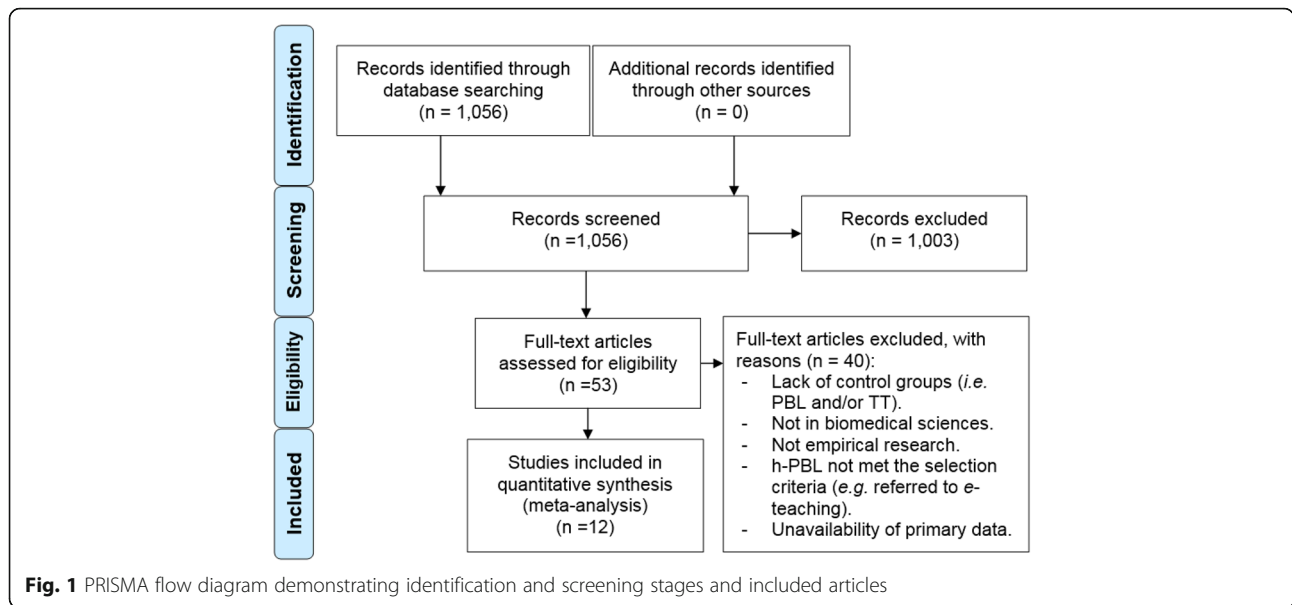 Identification
Records identified through
database searching
(n = 1,056)
Additional records identified
through other sources
(n = 0)
Screening
Records screened
(n =1,056)
Records excluded
(n = 1,003)
Eligibility
Full-text articles
assessed for eligibility
(n =53)
Full-text articles excluded, with
reasons (n = 40):
- Lack of control groups (i.e.
PBL and/or TT).
- Not in biomedical sciences.
- Not empirical research.
- h-PBL not met the selection
criteria (e.g. referred to e-
teaching).
- Unavailability of primary data.
Included
Studies included in
quantitative synthesis
(meta-analysis)
(n =12)
Fig. 1 PRISMA flow diagram demonstrating identification and screening stages and included articles